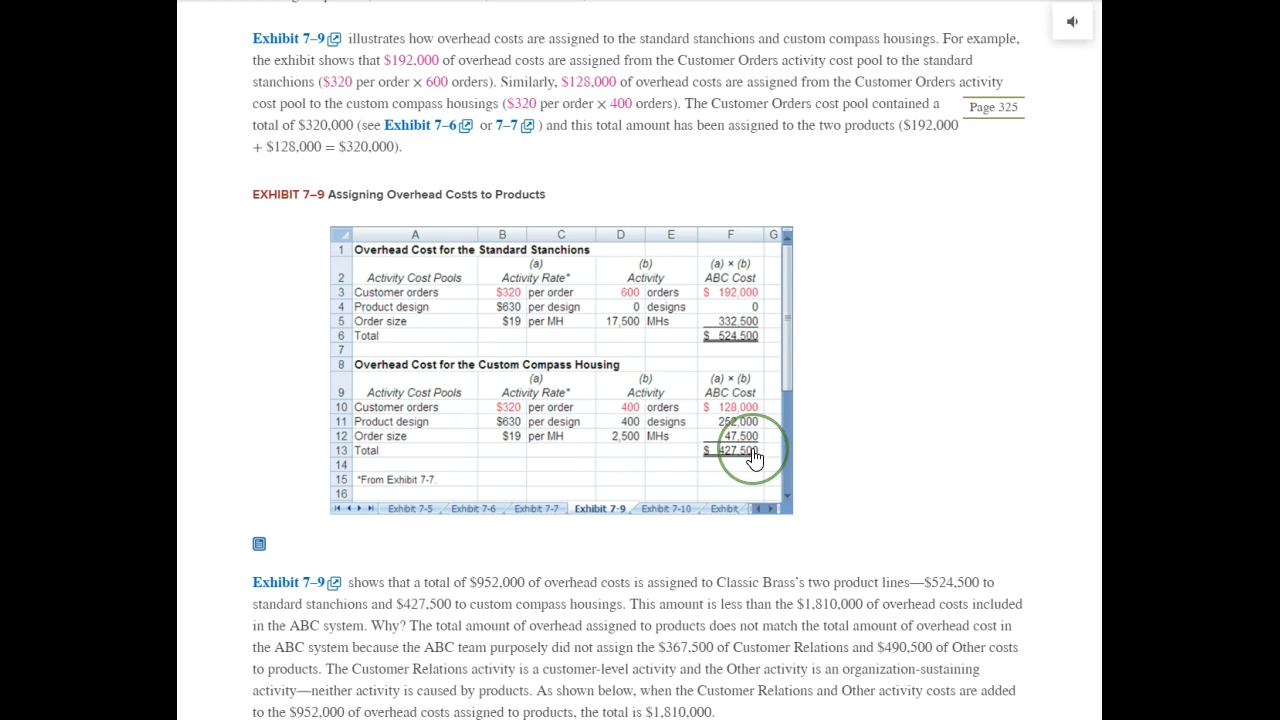 Exhibit 7–9 illustrates how overhead costs are assigned to the standard stanchions and custom compass housings. For example,
the exhibit shows that $192,000 of overhead costs are assigned from the Customer Orders activity cost pool to the standard
stanchions ($320 per order × 600 orders). Similarly, $128,000 of overhead costs are assigned from the Customer Orders activity
cost pool to the custom compass housings ($320 per order × 400 orders). The Customer Orders cost pool contained a
Page 325
total of $320,000 (see Exhibit 7–6 or 7–7 ) and this total amount has been assigned to the two products ($192,000
+ $128,000 = $320,000).
EXHIBIT 7–9 Assigning Overhead Costs to Products
A B C D E F G
1 Overhead Cost for the Standard Stanchions
(a) (b) (a) × (b)
2 Activity Cost Pools Activity Rate* Activity ABC Cost
3 Customer orders $320 per order 600 orders $ 192,000
4 Product design $630 per design 0 designs 0
5 Order size $19 per MH 17,500 MHs 332,500
6 Total $ 524,500
7
8 Overhead Cost for the Custom Compass Housing
(a) (b) (a) × (b)
9 Activity Cost Pools Activity Rate* Activity ABC Cost
10 Customer orders $320 per order 400 orders $ 128,000
11 Product design $630 per design 400 designs 252,000
12 Order size $19 per MH 2,500 MHs 47,500
13 Total $ 427,500
14
15 *From Exhibit 7-7.
16
Exhibit 7-5 Exhibit 7-6 Exhibit 7-7 Exhibit 7-9 Exhibit 7-10 Exhibit
Exhibit 7–9 shows that a total of $952,000 of overhead costs is assigned to Classic Brass’s two product lines—$524,500 to
standard stanchions and $427,500 to custom compass housings. This amount is less than the $1,810,000 of overhead costs included
in the ABC system. Why? The total amount of overhead assigned to products does not match the total amount of overhead cost in
the ABC system because the ABC team purposely did not assign the $367,500 of Customer Relations and $490,500 of Other costs
to products. The Customer Relations activity is a customer-level activity and the Other activity is an organization-sustaining
activity—neither activity is caused by products. As shown below, when the Customer Relations and Other activity costs are added
to the $952,000 of overhead costs assigned to products, the total is $1,810,000.